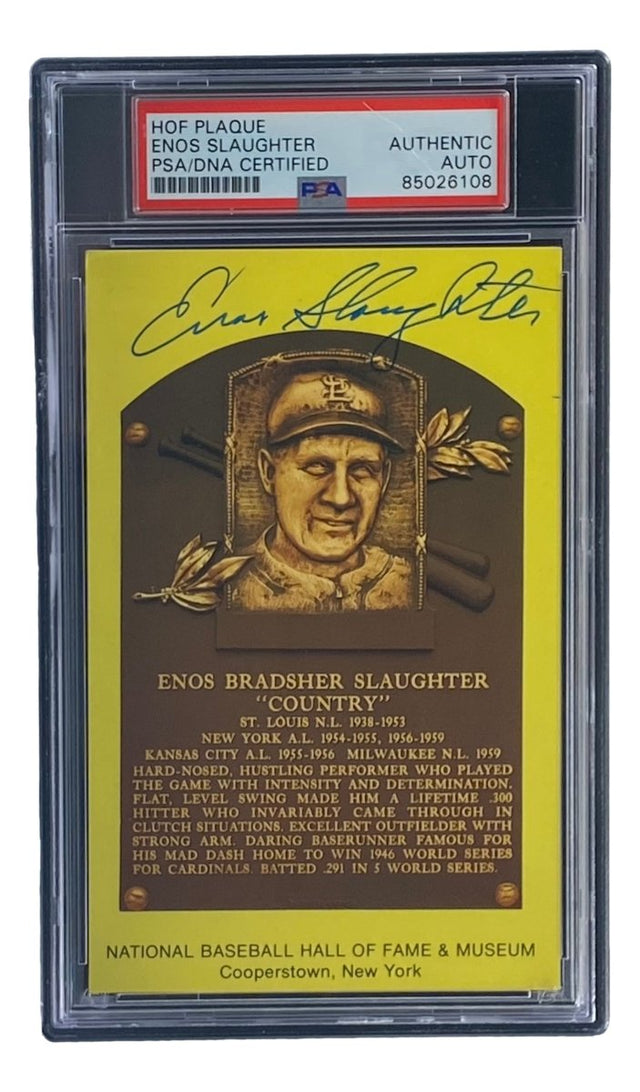 HOF PLAQUE
ENOS SLAUGHTER AUTHENTIC
PSA/DNA CERTIFIED AUTO
PSA 85026108
Enos Slaughter
STL
ENOS BRADSHER SLAUGHTER
"COUNTRY"
ST. LOUIS N.L. 1938-1953
NEW YORK A.L. 1954-1955, 1956-1959
KANSAS CITY A.L. 1955-1956 MILWAUKEE N.L. 1959
HARD-NOSED, HUSTLING PERFORMER WHO PLAYED
THE GAME WITH INTENSITY AND DETERMINATION.
FLAT, LEVEL SWING MADE HIM A LIFETIME .300
HITTER WHO INVARIABLY CAME THROUGH IN
CLUTCH SITUATIONS. EXCELLENT OUTFIELDER WITH
STRONG ARM. DARING BASERUNNER FAMOUS FOR
HIS MAD DASH HOME TO WIN 1946 WORLD SERIES
FOR CARDINALS. BATTED .291 IN 5 WORLD SERIES.
NATIONAL BASEBALL HALL OF FAME & MUSEUM
Cooperstown, New York